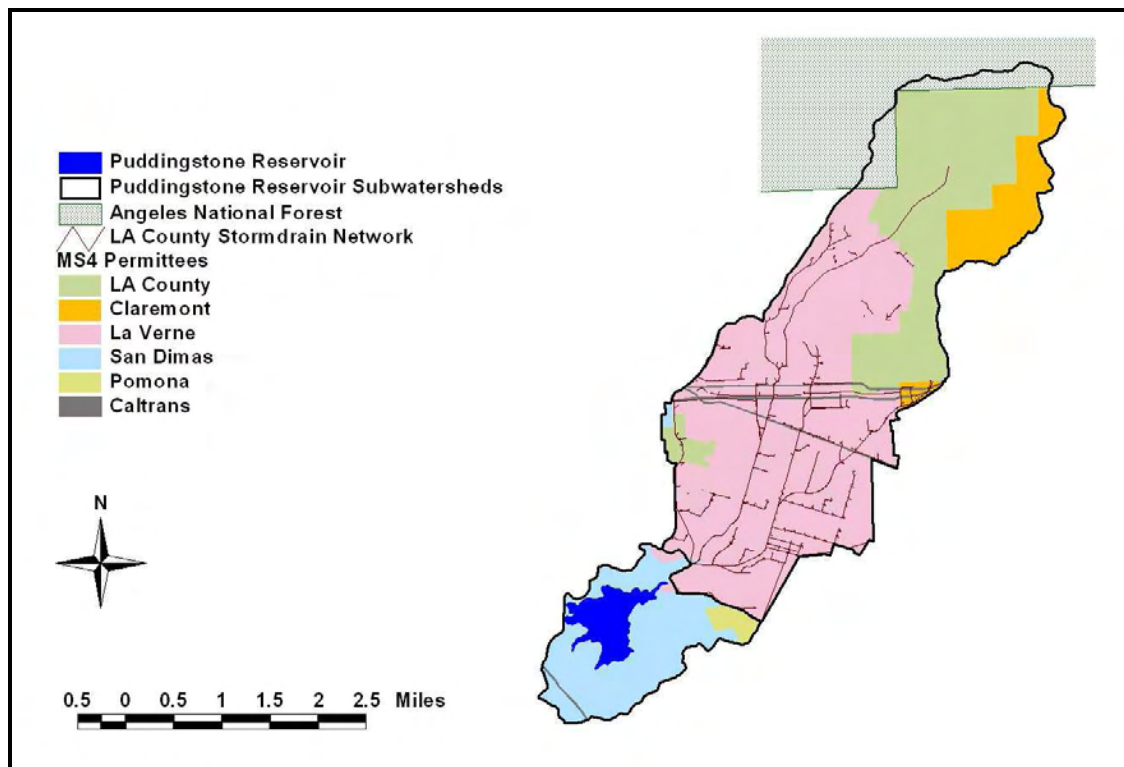 Puddingstone Reservoir
Puddingstone Reservoir Subwatersheds
Angeles National Forest
LA County Stormdrain Network
MS4 Permittees
LA County
Claremont
La Verne
San Dimas
Pomona
Caltrans
N
0.5 0 0.5 1 1.5 2 2.5 Miles